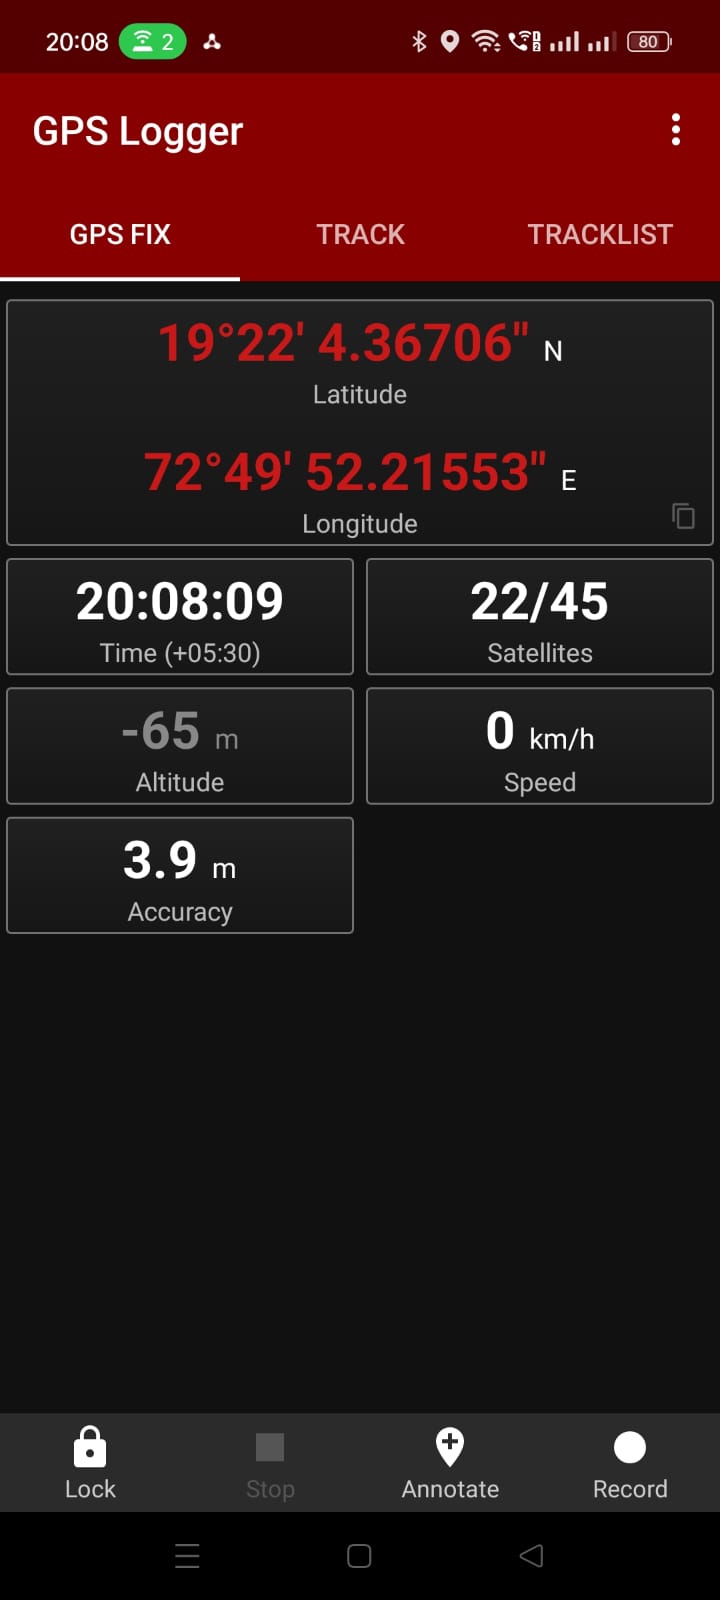 20:08 2 80
GPS Logger
GPS FIX TRACK TRACKLIST
19°22' 4.36706" N
Latitude
72°49' 52.21553" E
Longitude
20:08:09 22/45
Time (+05:30) Satellites
-65 m 0 km/h
Altitude Speed
3.9 m
Accuracy
Lock Stop Annotate Record